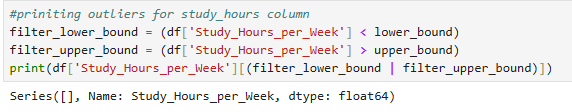 #priniting outliers for study_hours column
filter_lower_bound = (df['Study_Hours_per_Week'] < lower_bound)
filter_upper_bound = (df['Study_Hours_per_Week'] > upper_bound)
print(df['Study_Hours_per_Week'][(filter_lower_bound | filter_upper_bound)])
Series([], Name: Study_Hours_per_Week, dtype: float64)